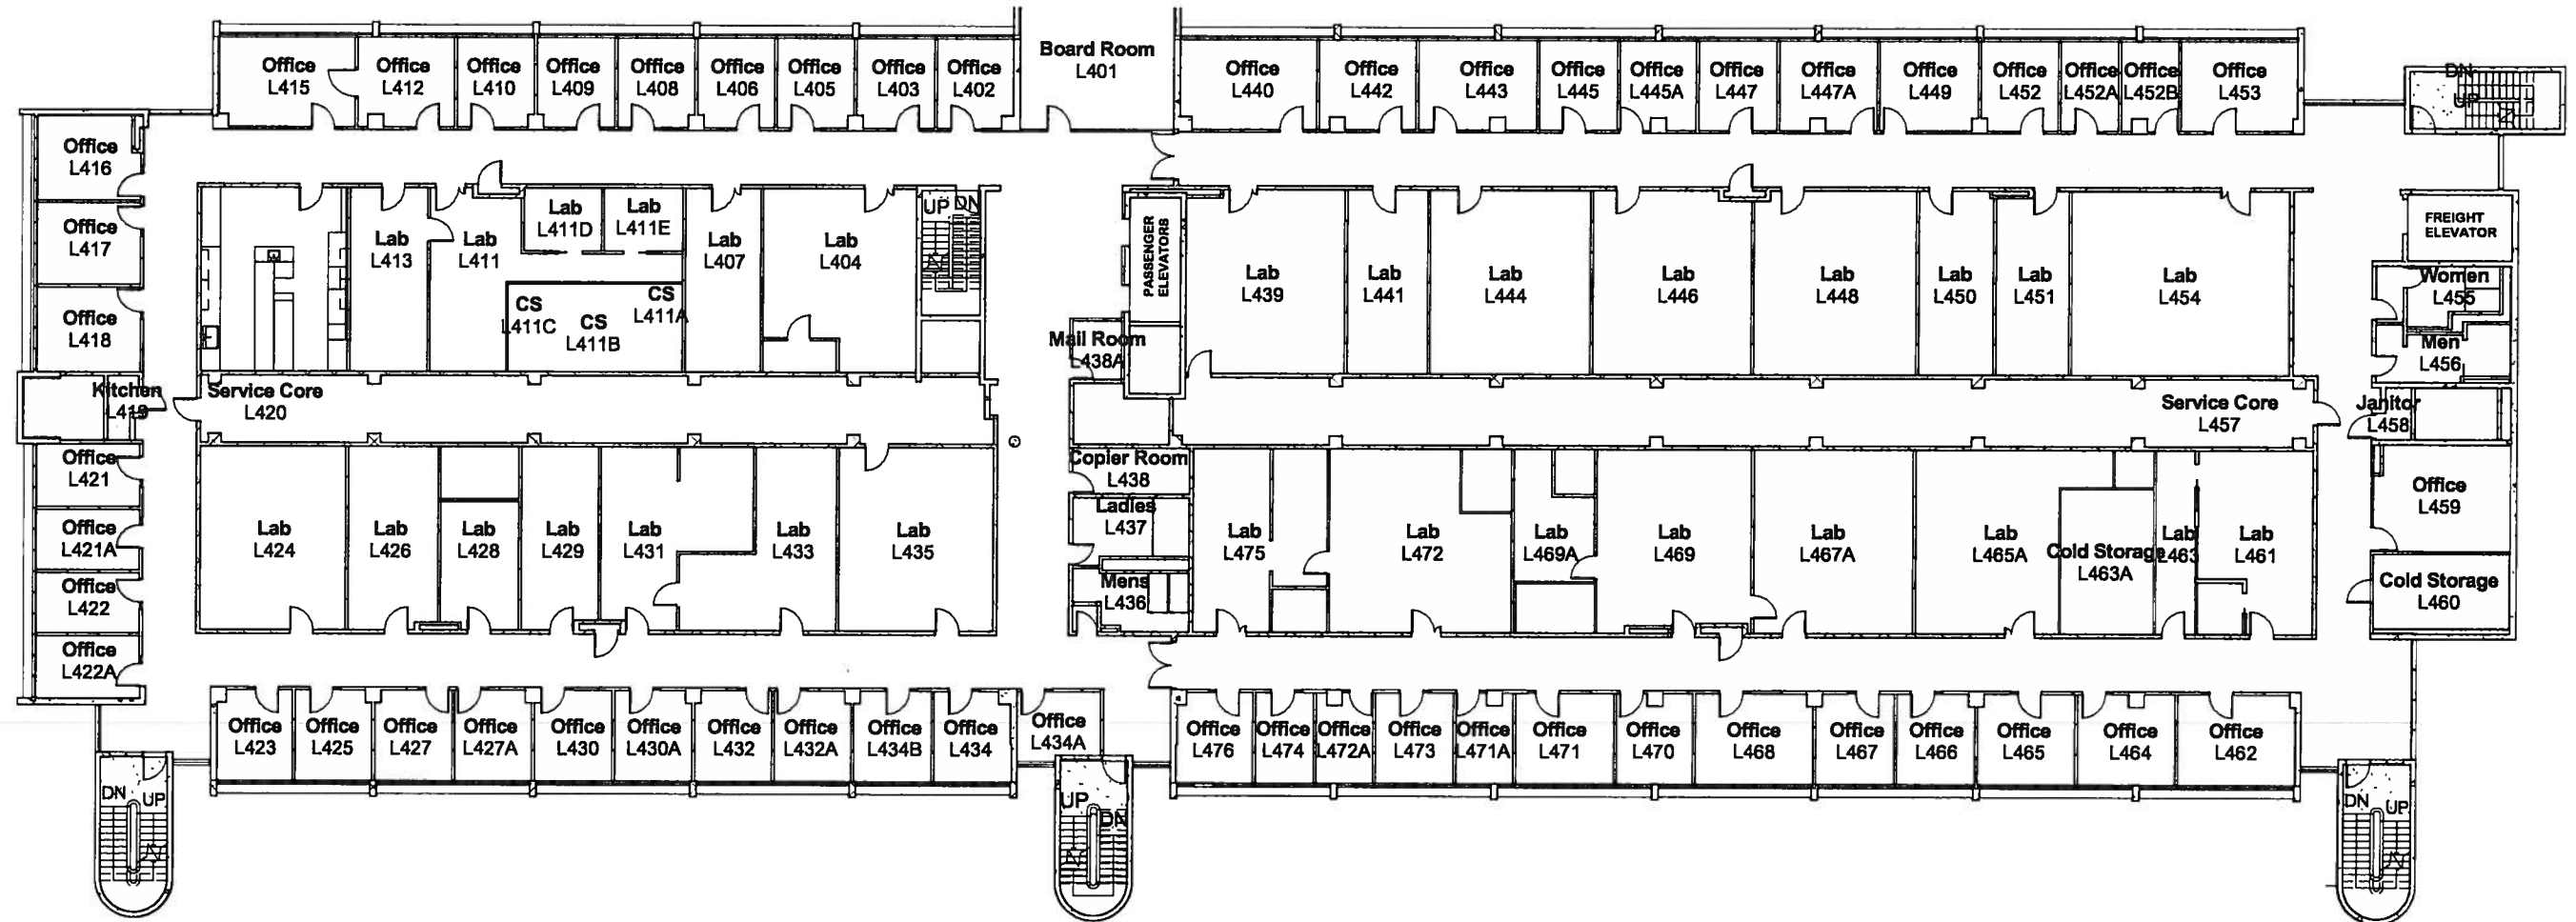 Office
L415
Office
L412
Office
L410
Office
L409
Office
L408
Office
L406
Office
L405
Office
L403
Office
L402
Board Room
L401
Office
L440
Office
L442
Office
L443
Office
L445
Office
L445A
Office
L447
Office
L447A
Office
L449
Office
L452
Office
L452A
Office
L452B
Office
L453
DN
UP
Office
L416
Office
L417
Office
L418
Lab
L413
Lab
L411
Lab
L411D
Lab
L411E
CS
L411C
CS
L411B
CS
L411A
Lab
L407
Lab
L404
UP DN
PASSENGER
ELEVATORS
Lab
L439
Lab
L441
Lab
L444
Lab
L446
Lab
L448
Lab
L450
Lab
L451
Lab
L454
FREIGHT
ELEVATOR
Women
L455
Men
L456
Mail Room
L438A
Kitchen
L419
Service Core
L420
Service Core
L457
Janitor
L458
Office
L421
Office
L421A
Office
L422
Office
L422A
Lab
L424
Lab
L426
Lab
L428
Lab
L429
Lab
L431
Lab
L433
Lab
L435
Copier Room
L438
Ladies
L437
Mens
L436
Lab
L475
Lab
L472
Lab
L469A
Lab
L469
Lab
L467A
Lab
L465A
Cold Storage
L463A
Lab
L463
Lab
L461
Office
L459
Cold Storage
L460
Office
L423
Office
L425
Office
L427
Office
L427A
Office
L430
Office
L430A
Office
L432
Office
L432A
Office
L434B
Office
L434
Office
L434A
Office
L476
Office
L474
Office
L472A
Office
L473
Office
L471A
Office
L471
Office
L470
Office
L468
Office
L467
Office
L466
Office
L465
Office
L464
Office
L462
DN UP
UP
DN
DN UP